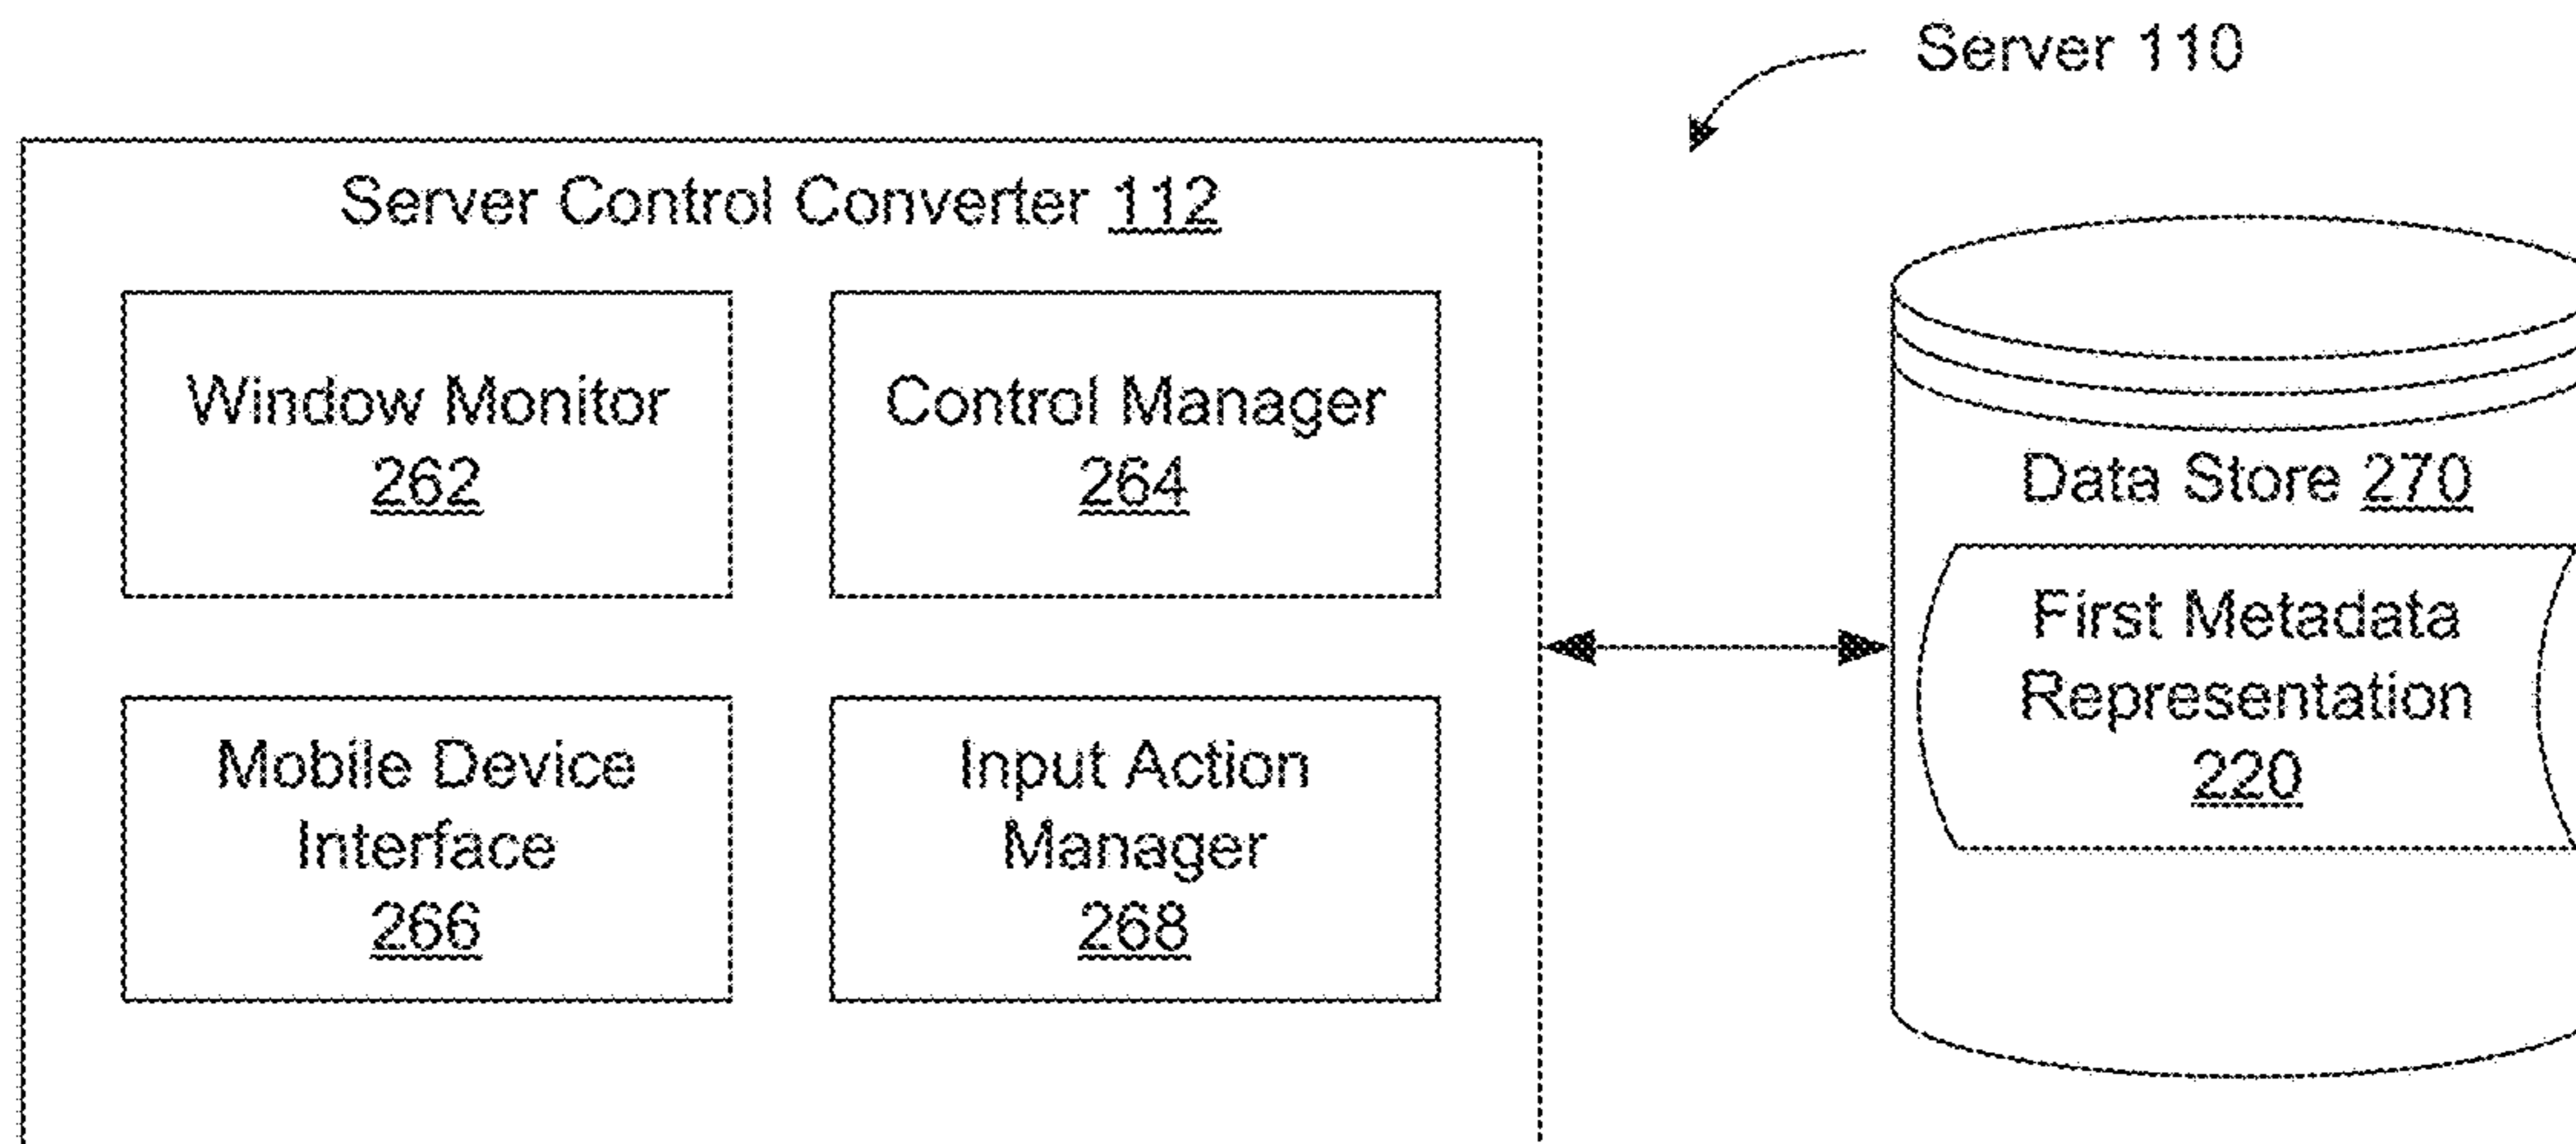 Server 110
Server Control Converter 112
Window Monitor
262
Control Manager
264
Mobile Device
Interface
266
Input Action
Manager
268
Data Store 270
First Metadata
Representation
220